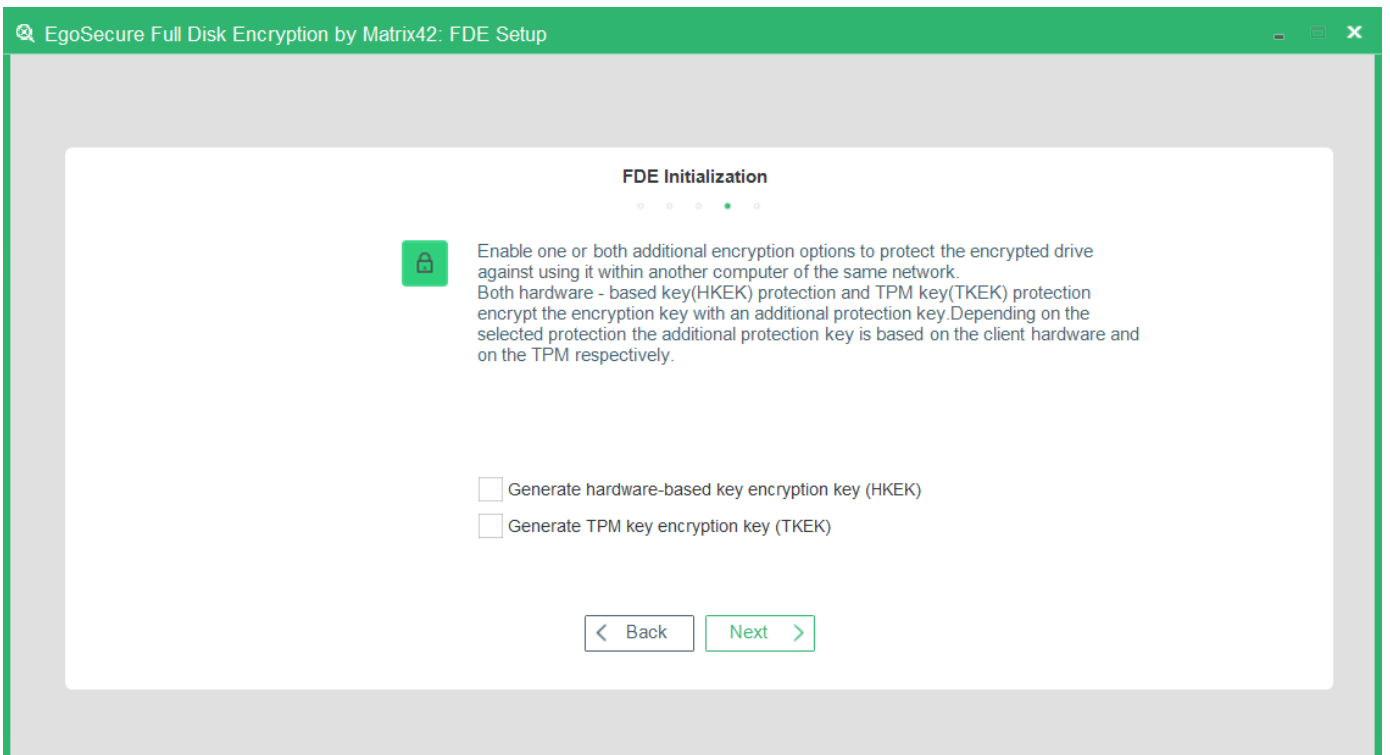 EgoSecure Full Disk Encryption by Matrix42: FDE Setup
FDE Initialization
Enable one or both additional encryption options to protect the encrypted drive
against using it within another computer of the same network.
Both hardware - based key(HKEK) protection and TPM key(TKEK) protection
encrypt the encryption key with an additional protection key.Depending on the
selected protection the additional protection key is based on the client hardware and
on the TPM respectively.
Generate hardware-based key encryption key (HKEK)
Generate TPM key encryption key (TKEK)
Back
Next